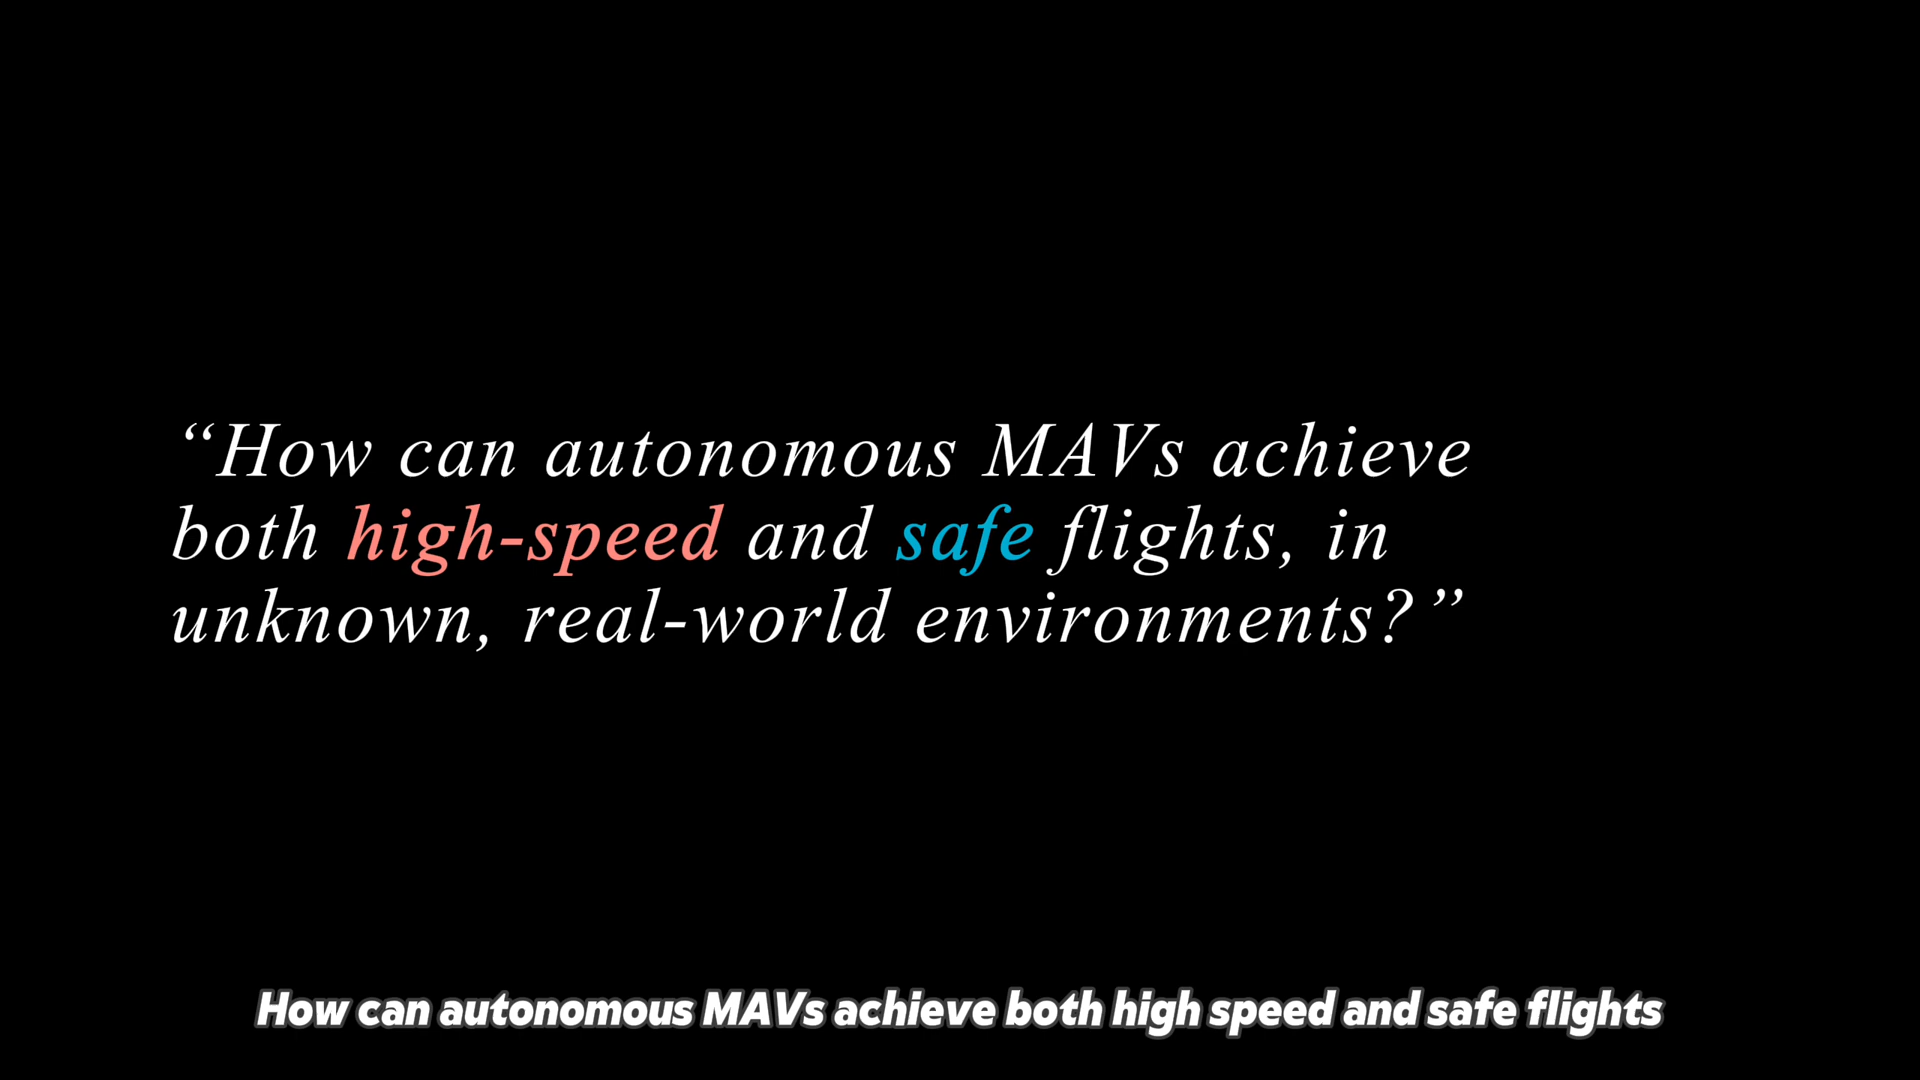 “How can autonomous MAVs achieve
both high-speed and safe flights, in
unknown, real-world environments?”
How can autonomous MAVs achieve both high speed and safe flights